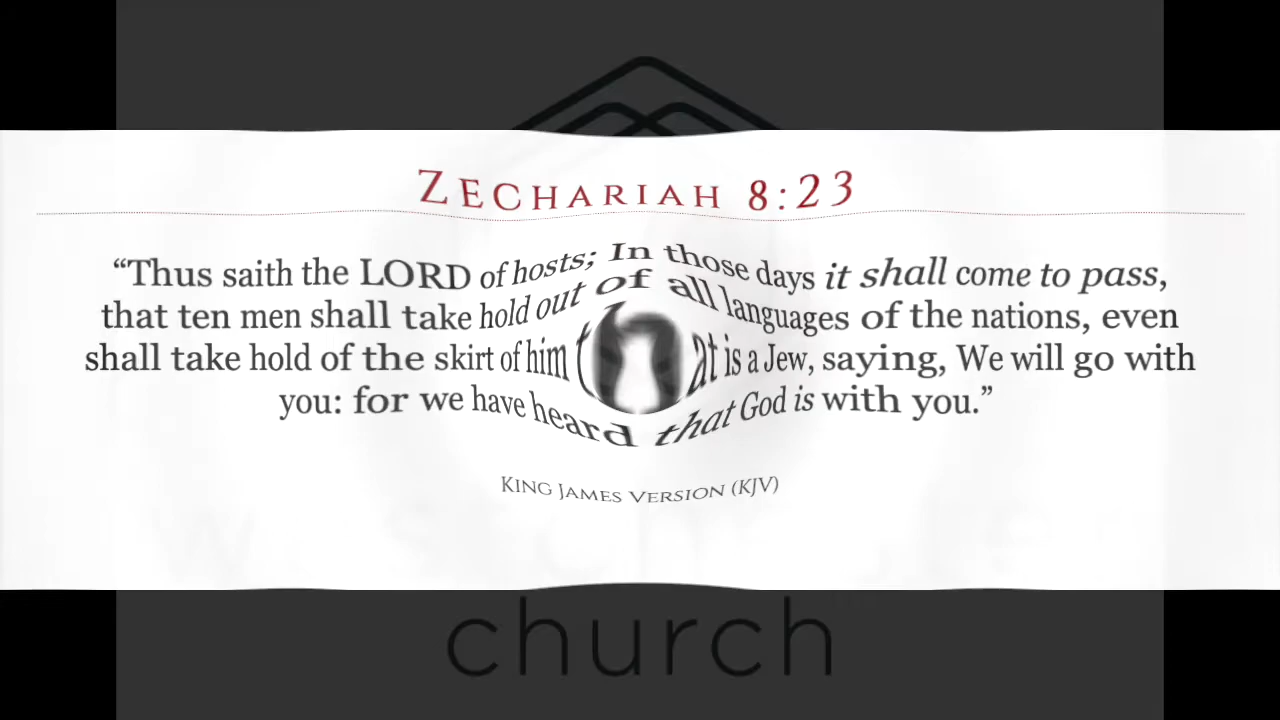 ZECHARIAH 8:23
“Thus saith the LORD of hosts; In those days it shall come to pass,
that ten men shall take hold out of all languages of the nations, even
shall take hold of the skirt of him that is a Jew, saying, We will go with
you: for we have heard that God is with you.”
KING JAMES VERSION (KJV)
church